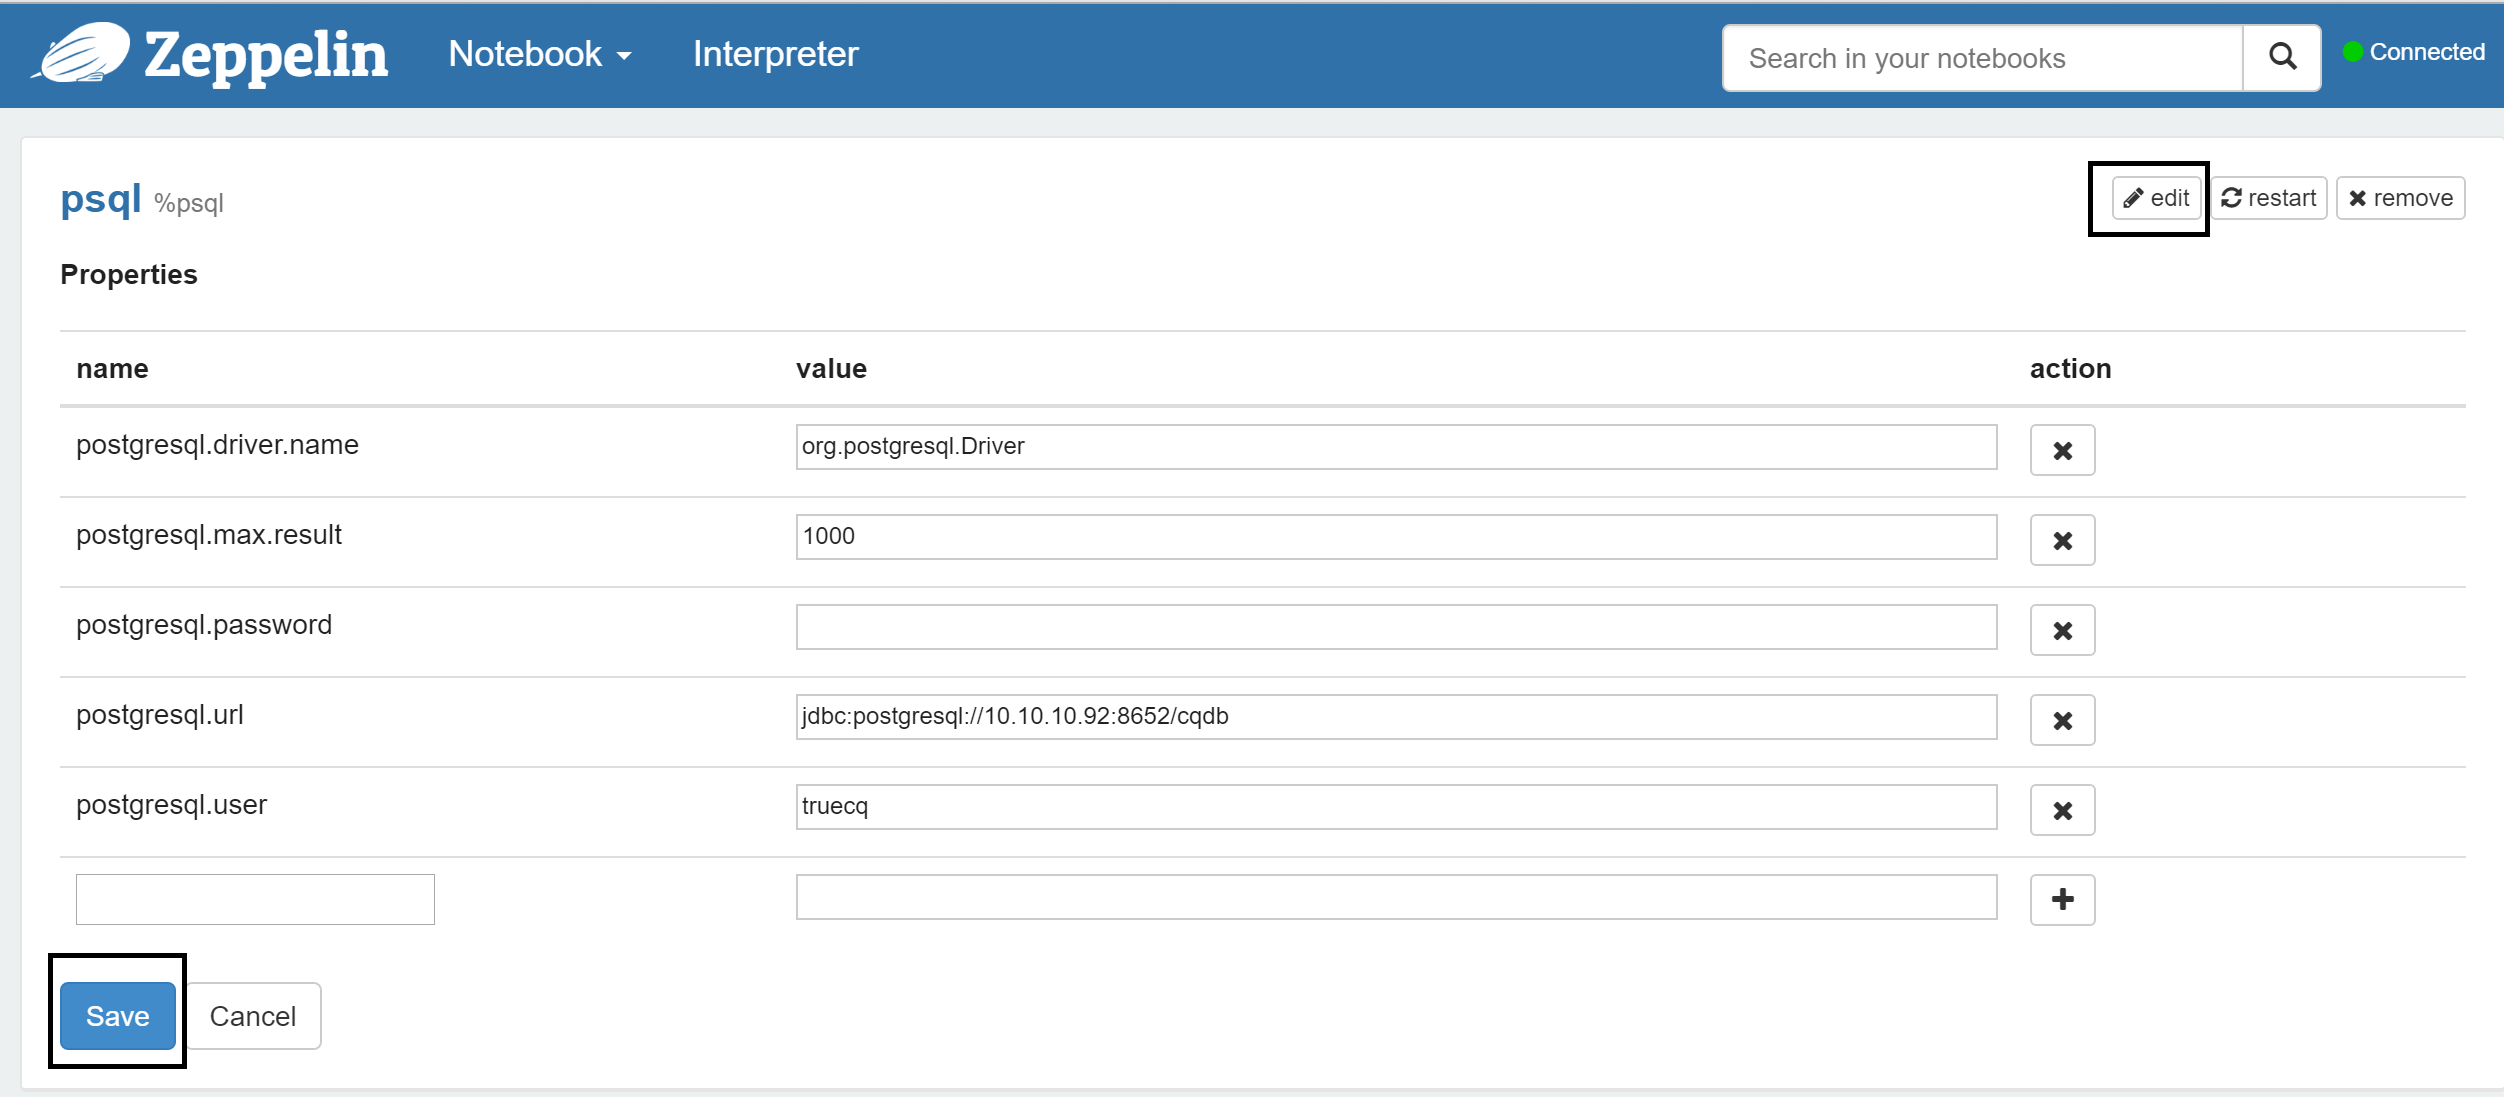 Zeppelin Notebook Interpreter Search in your notebooks Connected
psql %psql edit restart remove
Properties
name value action
postgresql.driver.name org.postgresql.Driver
postgresql.max.result 1000
postgresql.password
postgresql.url jdbc:postgresql://10.10.10.92:8652/cqdb
postgresql.user truecq
Save Cancel